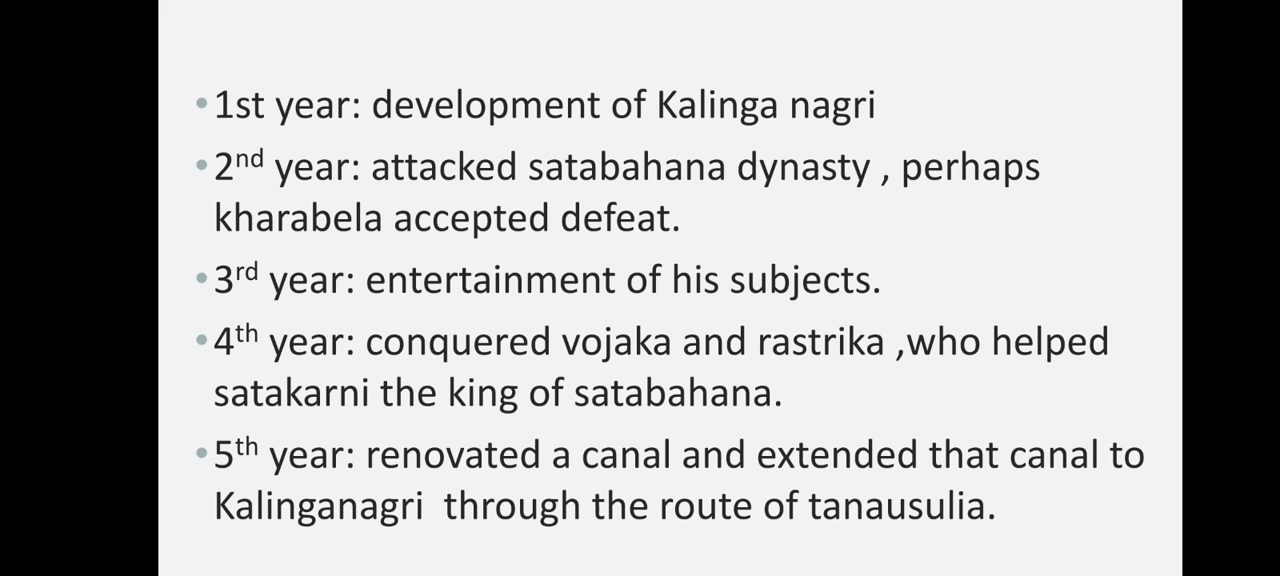 •1st year: development of Kalinga nagri
•2nd year: attacked satabahana dynasty , perhaps
kharabela accepted defeat.
•3rd year: entertainment of his subjects.
•4th year: conquered vojaka and rastrika ,who helped
satakarni the king of satabahana.
•5th year: renovated a canal and extended that canal to
Kalinganagri  through the route of tanausulia.